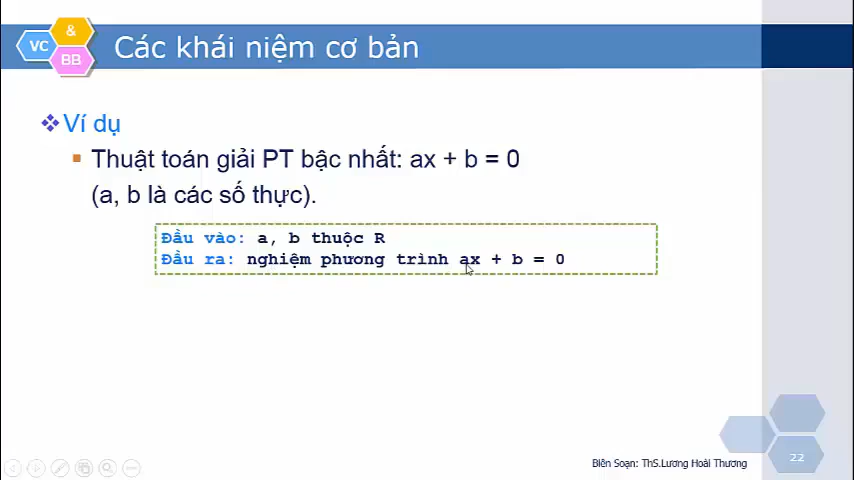 VC
&
BB
Các khái niệm cơ bản
Ví dụ
Thuật toán giải PT bậc nhất: ax + b = 0
(a, b là các số thực).
Đầu vào: a, b thuộc R
Đầu ra: nghiệm phương trình ax + b = 0
Biên Soạn: ThS.Lương Hoài Thương
22